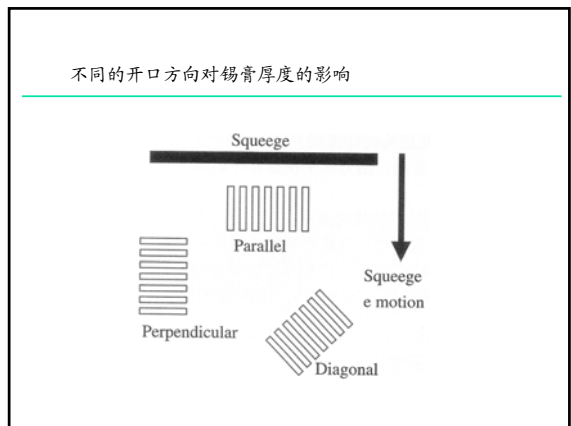 不同的开口方向对锡膏厚度的影响
Squeege
Parallel
Squeege
e motion
Perpendicular
Diagonal